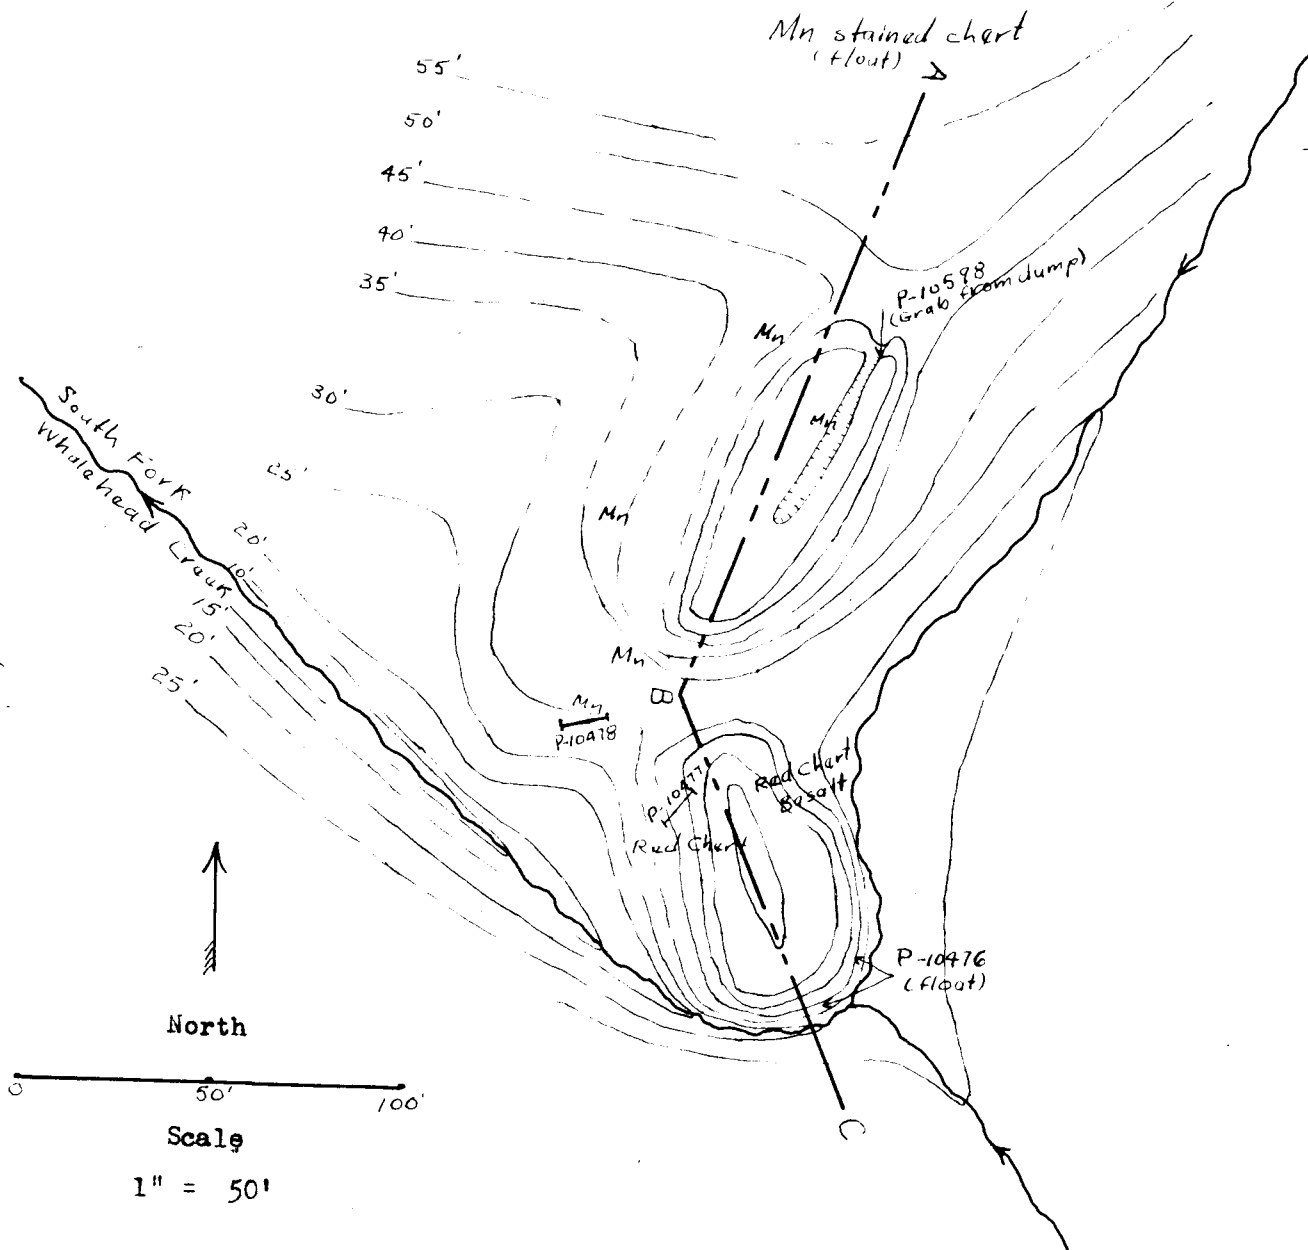 Mn stained chert
(float)
A
55'
50'
45'
40'
35'
30'
25'
20'
10'
15'
20'
25'
South Fork
Whalehead Creek
P-10598
(Grab from dump)
Mn
Mn
Mn
Mn
B
Mn
P-10478
P-10477
Red Chert
Basalt
Red Chert
P-10476
(float)
C
North
0
50'
100'
Scale
1" = 50'